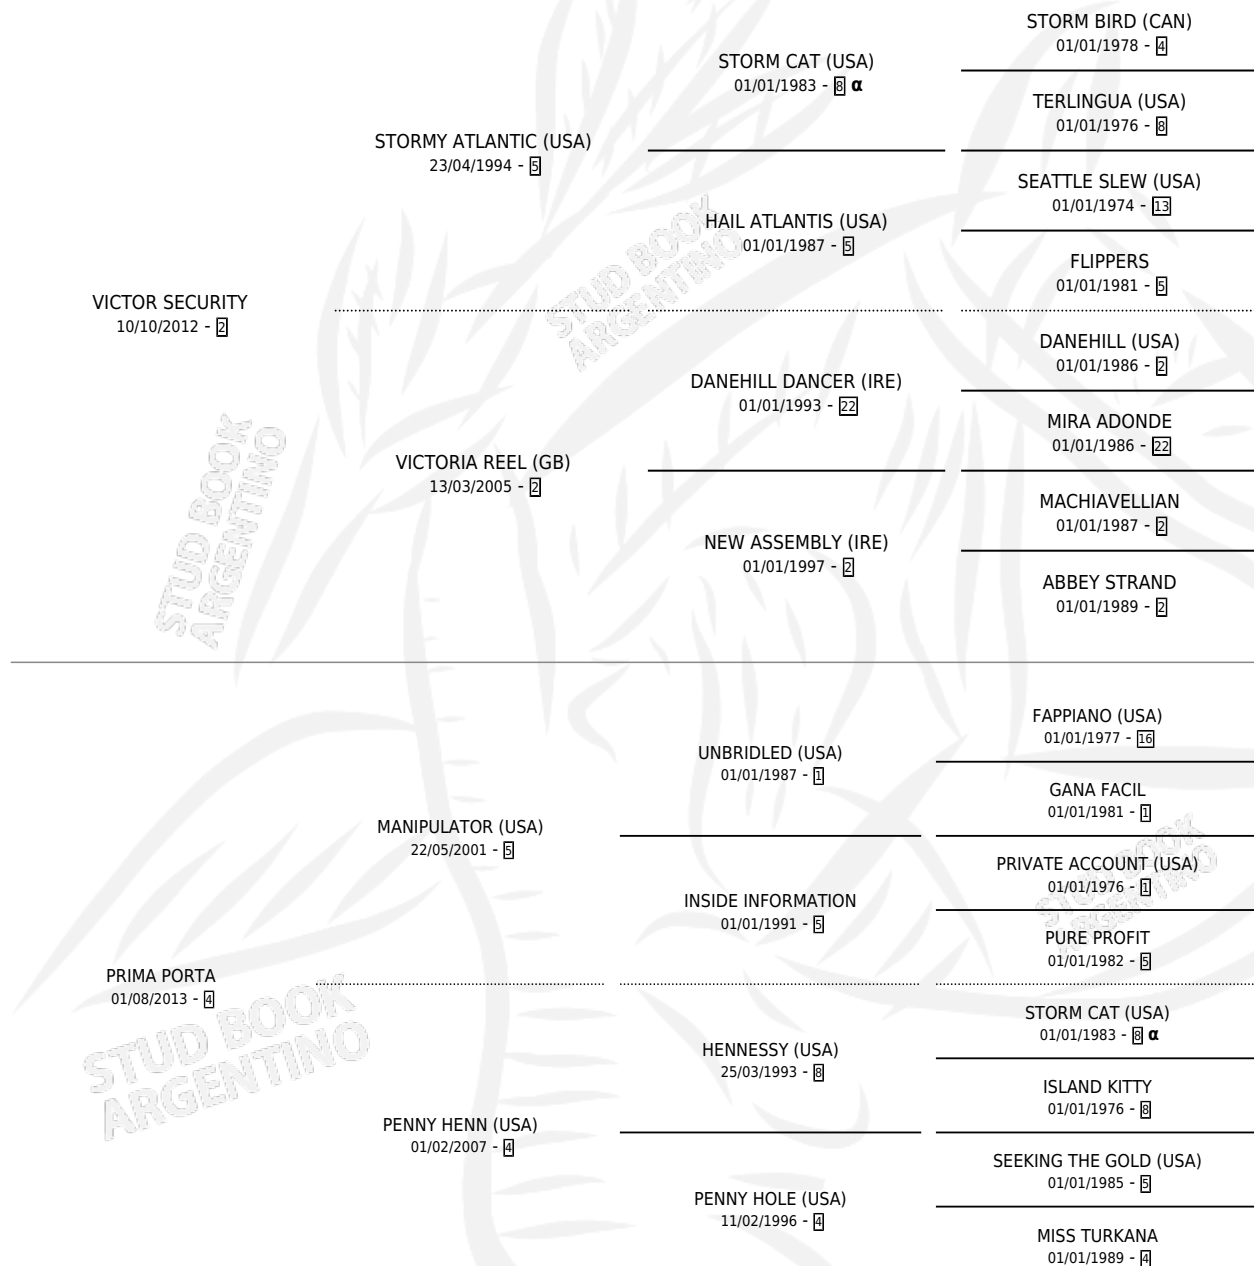 STORM BIRD (CAN)
01/01/1978 - 4
STORM CAT (USA)
01/01/1983 - 8 α
TERLINGUA (USA)
01/01/1976 - 8
STORMY ATLANTIC (USA)
23/04/1994 - 5
SEATTLE SLEW (USA)
01/01/1974 - 13
HAIL ATLANTIS (USA)
01/01/1987 - 5
FLIPPERS
01/01/1981 - 5
VICTOR SECURITY
10/10/2012 - 2
STUD BOOK
ARGENTINO
DANEHILL (USA)
01/01/1986 - 2
DANEHILL DANCER (IRE)
01/01/1993 - 22
MIRA ADONDE
01/01/1986 - 22
VICTORIA REEL (GB)
13/03/2005 - 2
MACHIAVELLIAN
01/01/1987 - 2
NEW ASSEMBLY (IRE)
01/01/1997 - 2
ABBEY STRAND
01/01/1989 - 2
STUD BOOK
ARGENTINO
FAPPIANO (USA)
01/01/1977 - 16
UNBRIDLED (USA)
01/01/1987 - 1
GANA FACIL
01/01/1981 - 1
MANIPULATOR (USA)
22/05/2001 - 5
PRIVATE ACCOUNT (USA)
01/01/1976 - 1
INSIDE INFORMATION
01/01/1991 - 5
STUD BOOK
ARGENTINO
PURE PROFIT
01/01/1982 - 5
PRIMA PORTA
01/08/2013 - 4
STORM CAT (USA)
01/01/1983 - 8 α
HENNESSY (USA)
25/03/1993 - 8
STUD BOOK
ARGENTINO
ISLAND KITTY
01/01/1976 - 8
PENNY HENN (USA)
01/02/2007 - 4
SEEKING THE GOLD (USA)
01/01/1985 - 5
PENNY HOLE (USA)
11/02/1996 - 4
MISS TURKANA
01/01/1989 - 4